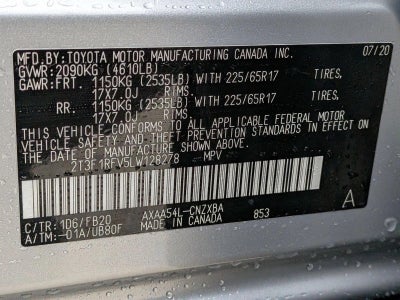 MFD. BY: TOYOTA MOTOR MANUFACTURING CANADA INC. 07/20
GVWR: 2090KG (4610LB)
GAWR: FRT. 1150KG (2535LB) WITH 225/65R17 TIRES,
17X7.0J RIMS,
RR. 1150KG (2535LB) WITH 225/65R17 TIRES,
17X7.0J RIMS,
THIS VEHICLE CONFORMS TO ALL APPLICABLE FEDERAL MOTOR
VEHICLE SAFETY AND STANDARDS IN EFFECT
ON THE DATE OF MANUFACTURE SHOWN ABOVE.
2T3F1RFV5LW128278 MPV
C/TR: 1D6/FB20 AXAA54L-CNZXBA 853
A/TM: -01A/UB80F MADE IN CANADA A